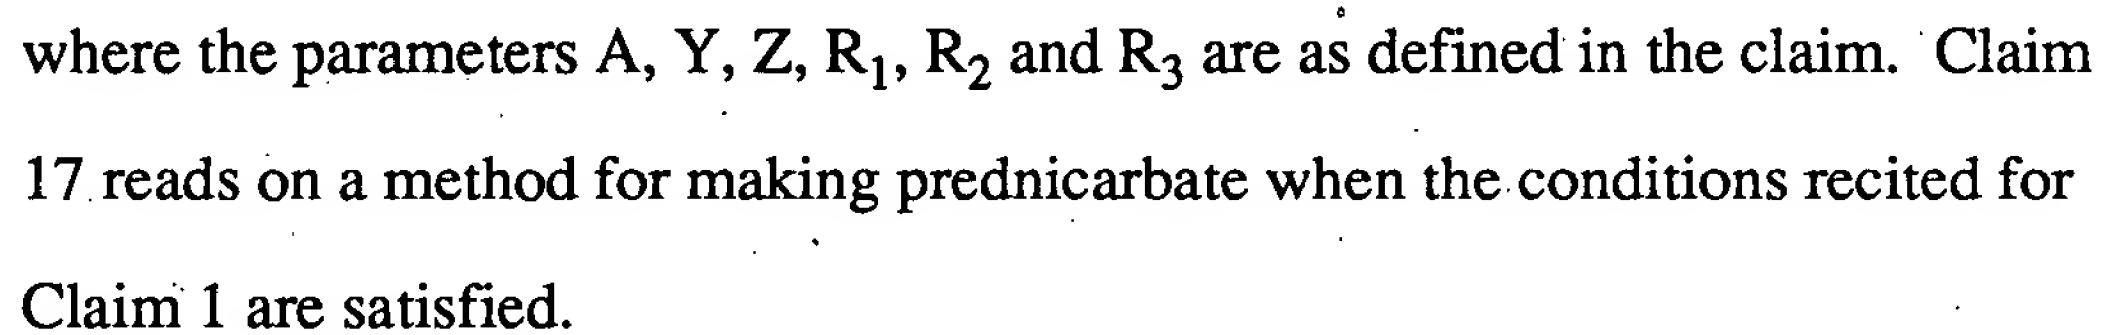 where the parameters A, Y, Z, R₁, R₂ and R₃ are as defined in the claim. Claim
17 reads on a method for making prednicarbate when the conditions recited for
Claim 1 are satisfied.